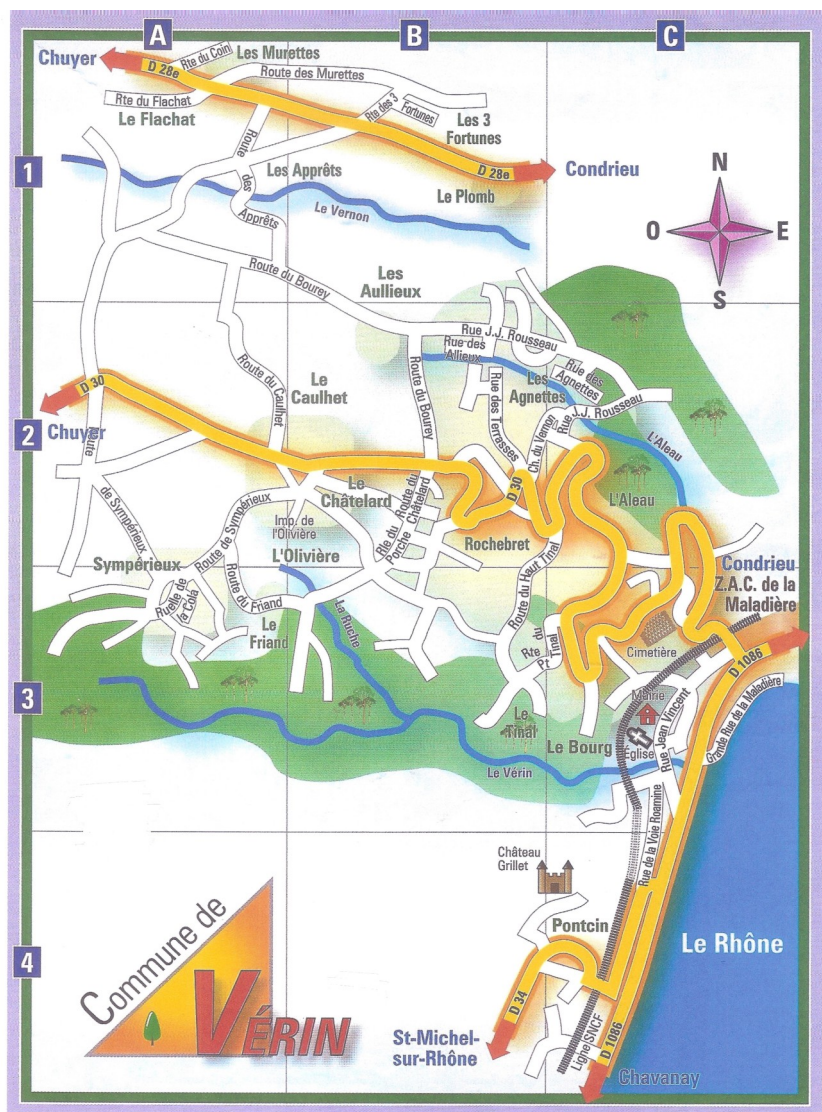 A
B
C
Chuyer
Rte du Coin
Les Murettes
D 28e
Route des Murettes
Rte du Flachat
Le Flachat
Rte des 3
Fortunes
Les 3
Fortunes
Route
des
Apprêts
1
Les Apprêts
D 28e
Condrieu
Le Plomb
Le Vernon
N
O
E
S
Route du Bourey
Les
Aullieux
Rue J.J. Rousseau
Rue des
Allieux
Rue des
Agnettes
Les
Agnettes
Rue des Terrasses
Rue J.J. Rousseau
Ch. du Vernon
L'Aleau
Route du Caulhet
Le
Caulhet
Route du Bourey
D 30
Chuyer
2
Route
de Sympérieux
Le
Châtelard
Route du
Châtelard
D 30
L'Aleau
Imp. de
l'Olivière
L'Olivière
Rle du
Porche
Rochebret
Route de Sympérieux
Sympérieux
Condrieu
Z.A.C. de la
Maladière
Ruelle de
la Cola
Route du Friand
Le
Friand
La Ruche
Route du Haut Tinal
Rte du
Pt Tinal
Cimetière
D 1086
3
Mairie
Le
Tinal
Le Bourg
Église
Rue Jean Vincent
Grande Rue de la Maladière
Le Vérin
Rue de la Voie Roamine
Château
Grillet
Pontcin
Le Rhône
4
Commune de
VÉRIN
D 34
St-Michel-
sur-Rhône
Ligne SNCF
D 1086
Chavanay